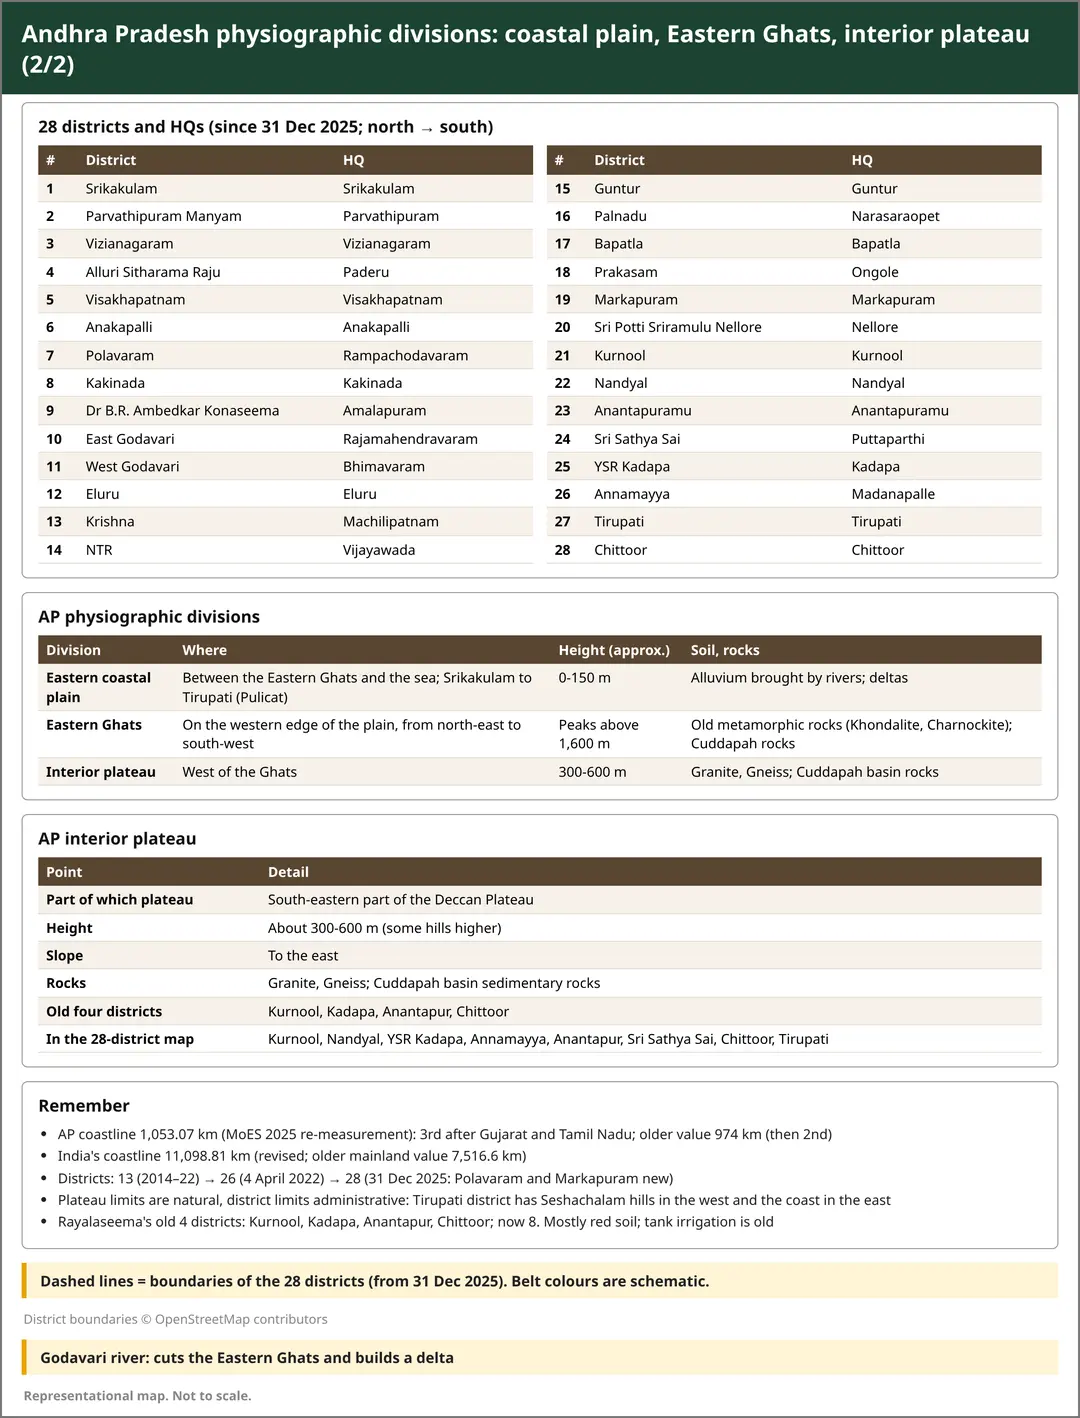 Andhra Pradesh physiographic divisions: coastal plain, Eastern Ghats, interior plateau
(2/2)
28 districts and HQs (since 31 Dec 2025; north → south)
# District HQ
1 Srikakulam Srikakulam
2 Parvathipuram Manyam Parvathipuram
3 Vizianagaram Vizianagaram
4 Alluri Sitharama Raju Paderu
5 Visakhapatnam Visakhapatnam
6 Anakapalli Anakapalli
7 Polavaram Rampachodavaram
8 Kakinada Kakinada
9 Dr B.R. Ambedkar Konaseema Amalapuram
10 East Godavari Rajamahendravaram
11 West Godavari Bhimavaram
12 Eluru Eluru
13 Krishna Machilipatnam
14 NTR Vijayawada
# District HQ
15 Guntur Guntur
16 Palnadu Narasaraopet
17 Bapatla Bapatla
18 Prakasam Ongole
19 Markapuram Markapuram
20 Sri Potti Sriramulu Nellore Nellore
21 Kurnool Kurnool
22 Nandyal Nandyal
23 Anantapuramu Anantapuramu
24 Sri Sathya Sai Puttaparthi
25 YSR Kadapa Kadapa
26 Annamayya Madanapalle
27 Tirupati Tirupati
28 Chittoor Chittoor
AP physiographic divisions
Division Where Height (approx.) Soil, rocks
Eastern coastal plain Between the Eastern Ghats and the sea; Srikakulam to Tirupati (Pulicat) 0-150 m Alluvium brought by rivers; deltas
Eastern Ghats On the western edge of the plain, from north-east to south-west Peaks above 1,600 m Old metamorphic rocks (Khondalite, Charnockite); Cuddapah rocks
Interior plateau West of the Ghats 300-600 m Granite, Gneiss; Cuddapah basin rocks
AP interior plateau
Point Detail
Part of which plateau South-eastern part of the Deccan Plateau
Height About 300-600 m (some hills higher)
Slope To the east
Rocks Granite, Gneiss; Cuddapah basin sedimentary rocks
Old four districts Kurnool, Kadapa, Anantapur, Chittoor
In the 28-district map Kurnool, Nandyal, YSR Kadapa, Annamayya, Anantapur, Sri Sathya Sai, Chittoor, Tirupati
Remember
• AP coastline 1,053.07 km (MoES 2025 re-measurement): 3rd after Gujarat and Tamil Nadu; older value 974 km (then 2nd)
• India's coastline 11,098.81 km (revised; older mainland value 7,516.6 km)
• Districts: 13 (2014–22) → 26 (4 April 2022) → 28 (31 Dec 2025: Polavaram and Markapuram new)
• Plateau limits are natural, district limits administrative: Tirupati district has Seshachalam hills in the west and the coast in the east
• Rayalaseema's old 4 districts: Kurnool, Kadapa, Anantapur, Chittoor; now 8. Mostly red soil; tank irrigation is old
Dashed lines = boundaries of the 28 districts (from 31 Dec 2025). Belt colours are schematic.
District boundaries © OpenStreetMap contributors
Godavari river: cuts the Eastern Ghats and builds a delta
Representational map. Not to scale.